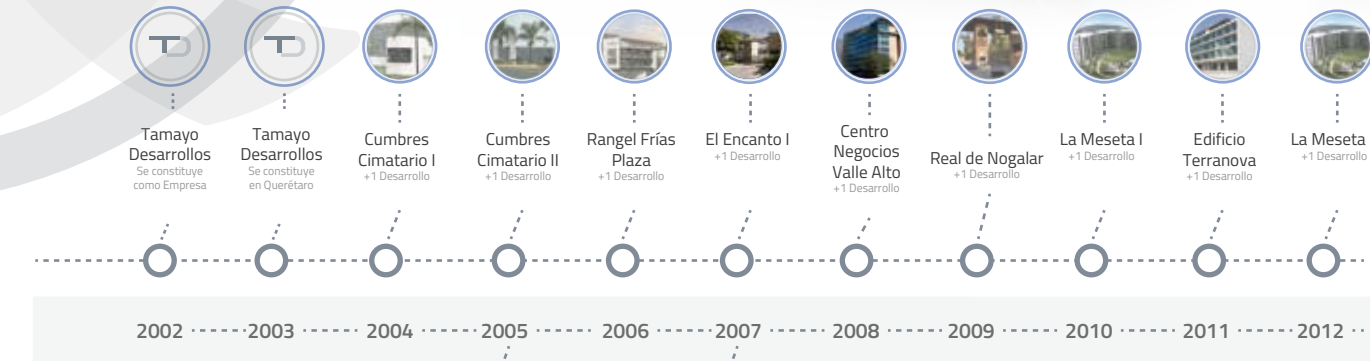 Tamayo
Desarrollos
Se constituye
como Empresa
Tamayo
Desarrollos
Se constituye
en Querétaro
Cumbres
Cimatario I
+1 Desarrollo
Cumbres
Cimatario II
+1 Desarrollo
Rangel Frías
Plaza
+1 Desarrollo
El Encanto I
+1 Desarrollo
Centro
Negocios
Valle Alto
+1 Desarrollo
Real de Nogalar
+1 Desarrollo
La Meseta I
+1 Desarrollo
Edificio
Terranova
+1 Desarrollo
La Meseta
+1 Desarrollo
2002 2003 2004 2005 2006 2007 2008 2009 2010 2011 2012